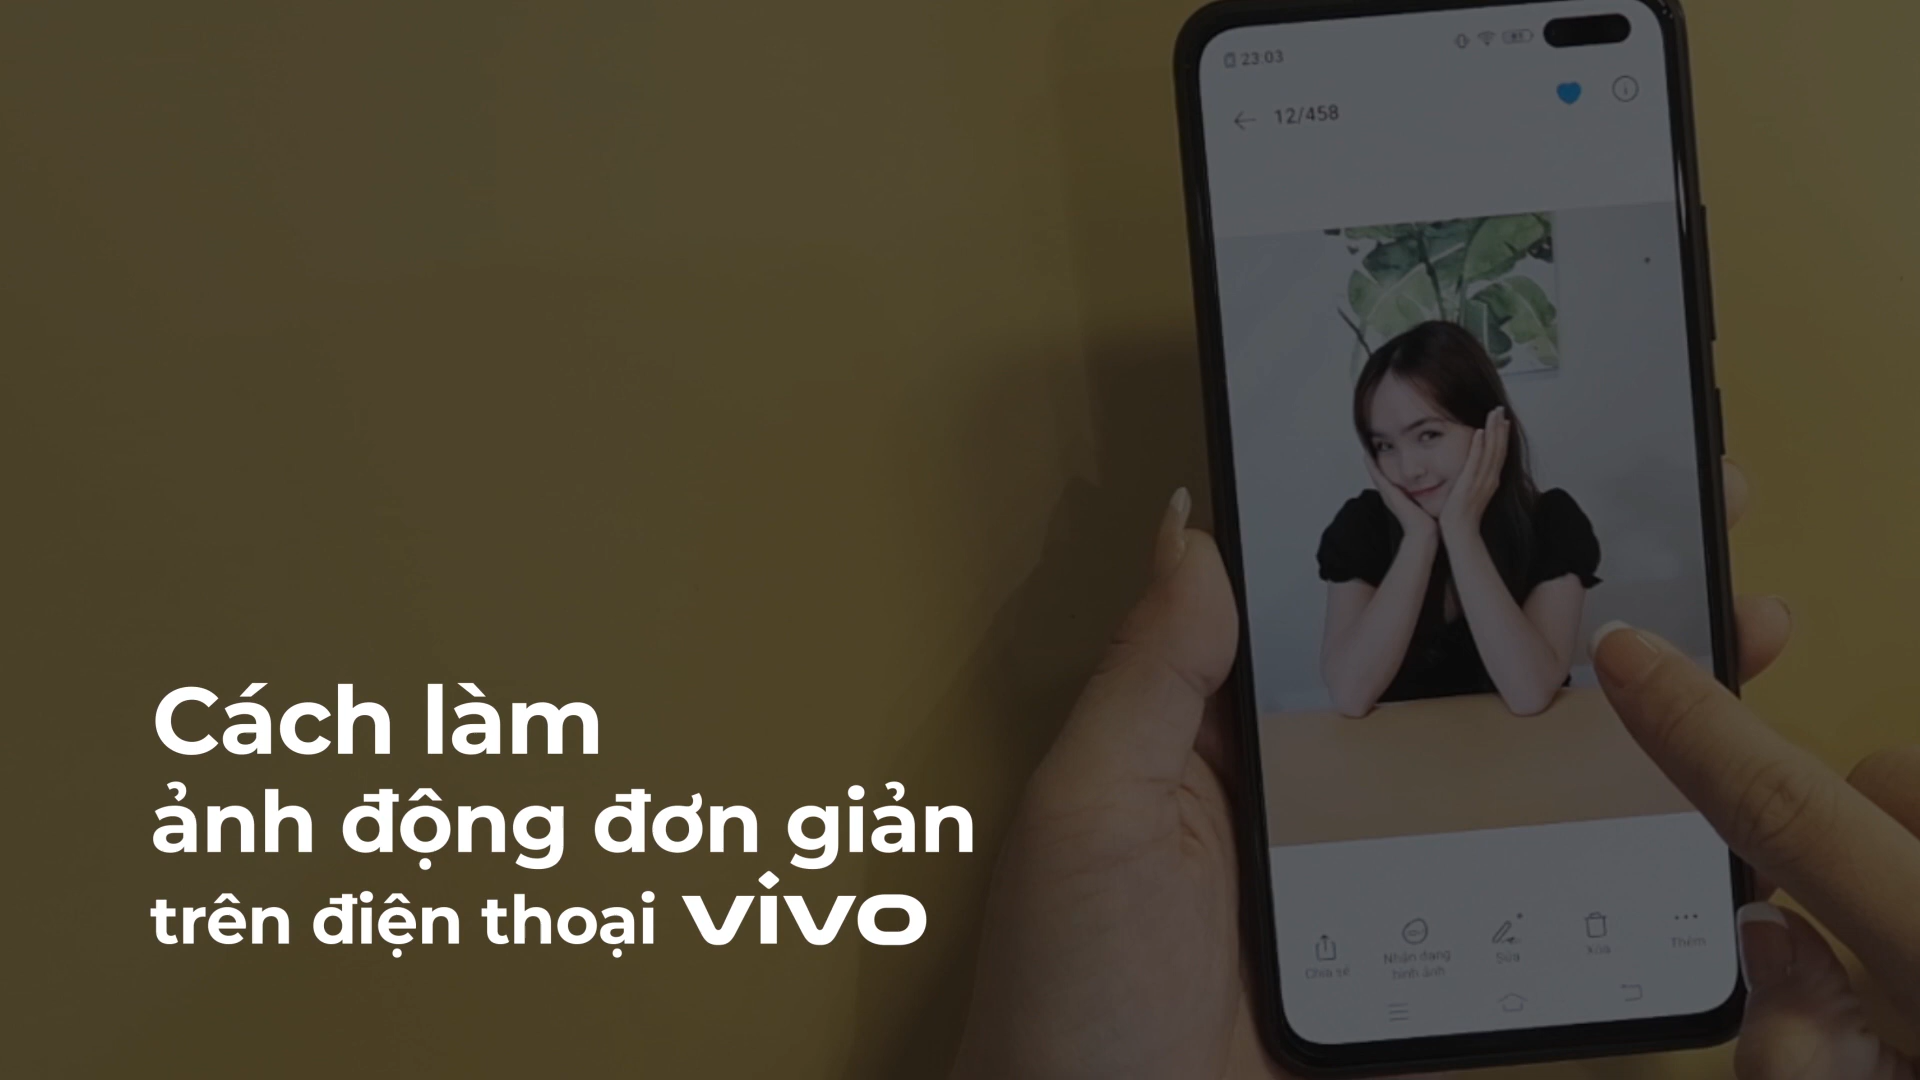 23:03
12/458
Cách làm
ảnh động đơn giản
trên điện thoại vivo
Chia sẻ
Nhận dạng
hình ảnh
Sửa
Xóa
Thêm